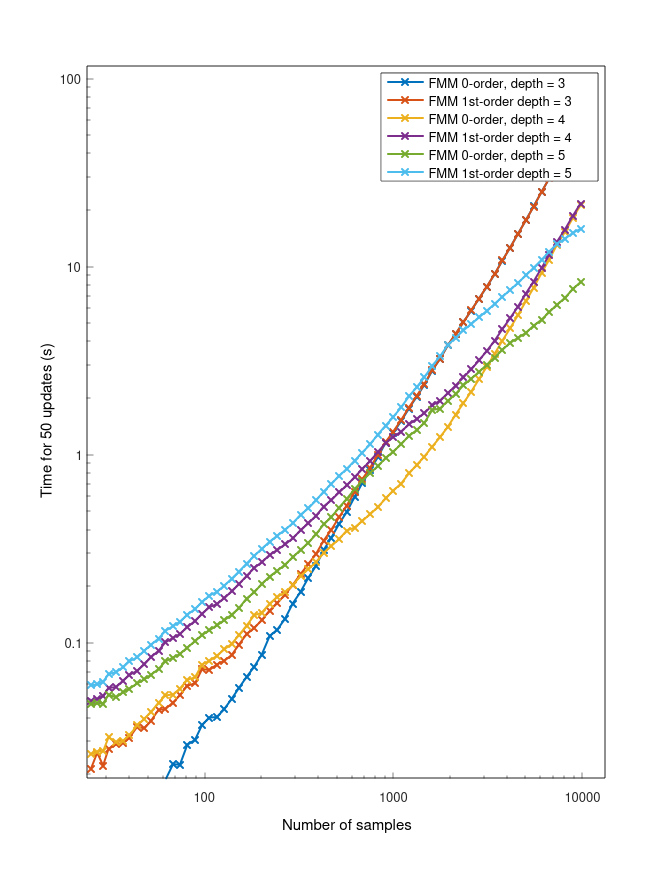 100
10
1
0.1
Time for 50 updates (s)
FMM 0-order, depth = 3
FMM 1st-order depth = 3
FMM 0-order, depth = 4
FMM 1st-order depth = 4
FMM 0-order, depth = 5
FMM 1st-order depth = 5
100 1000 10000
Number of samples